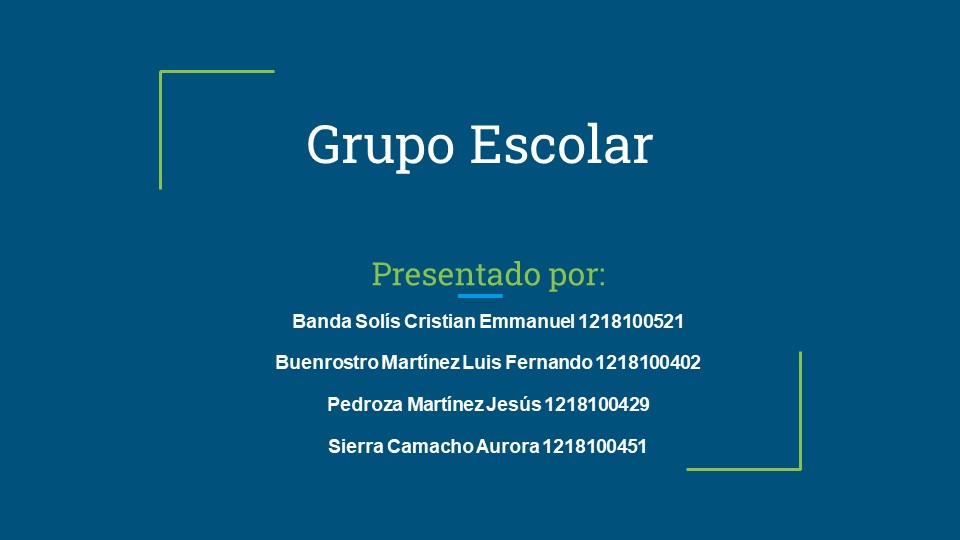 Grupo Escolar
Presentado por:
Banda Solís Cristian Emmanuel 1218100521
Buenrostro Martínez Luis Fernando 1218100402
Pedroza Martínez Jesús 1218100429
Sierra Camacho Aurora 1218100451